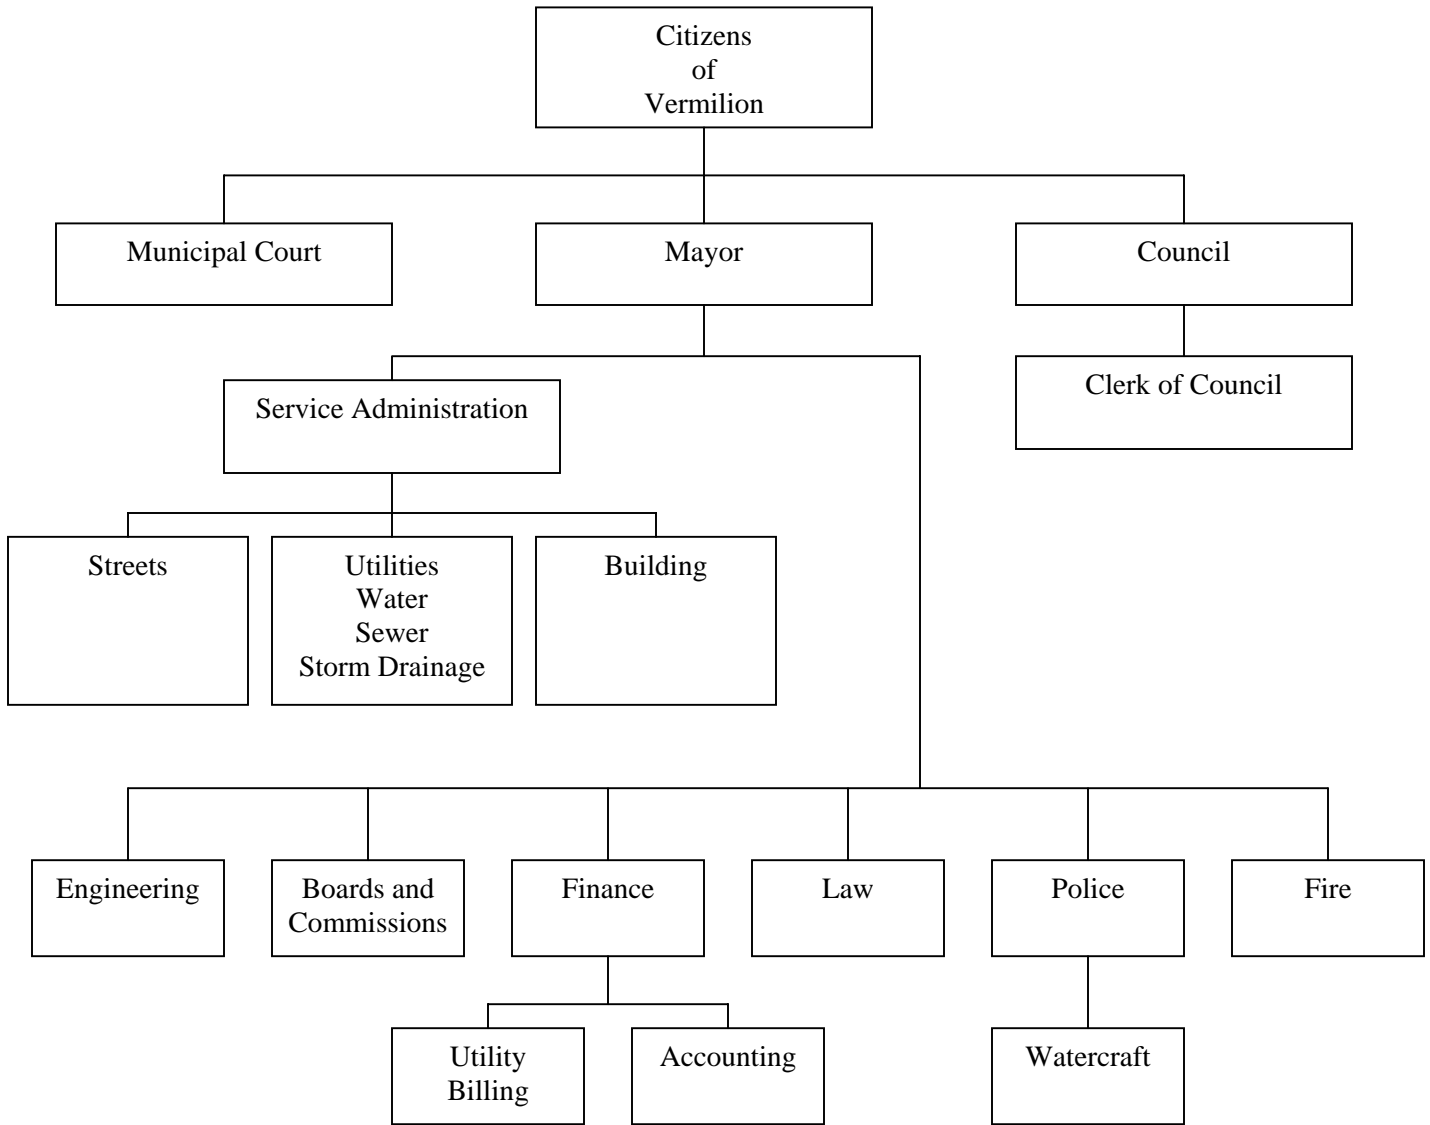 Citizens
of
Vermilion
Municipal Court
Mayor
Council
Clerk of Council
Service Administration
Streets
Utilities
Water
Sewer
Storm Drainage
Building
Engineering
Boards and
Commissions
Finance
Law
Police
Fire
Utility
Billing
Accounting
Watercraft